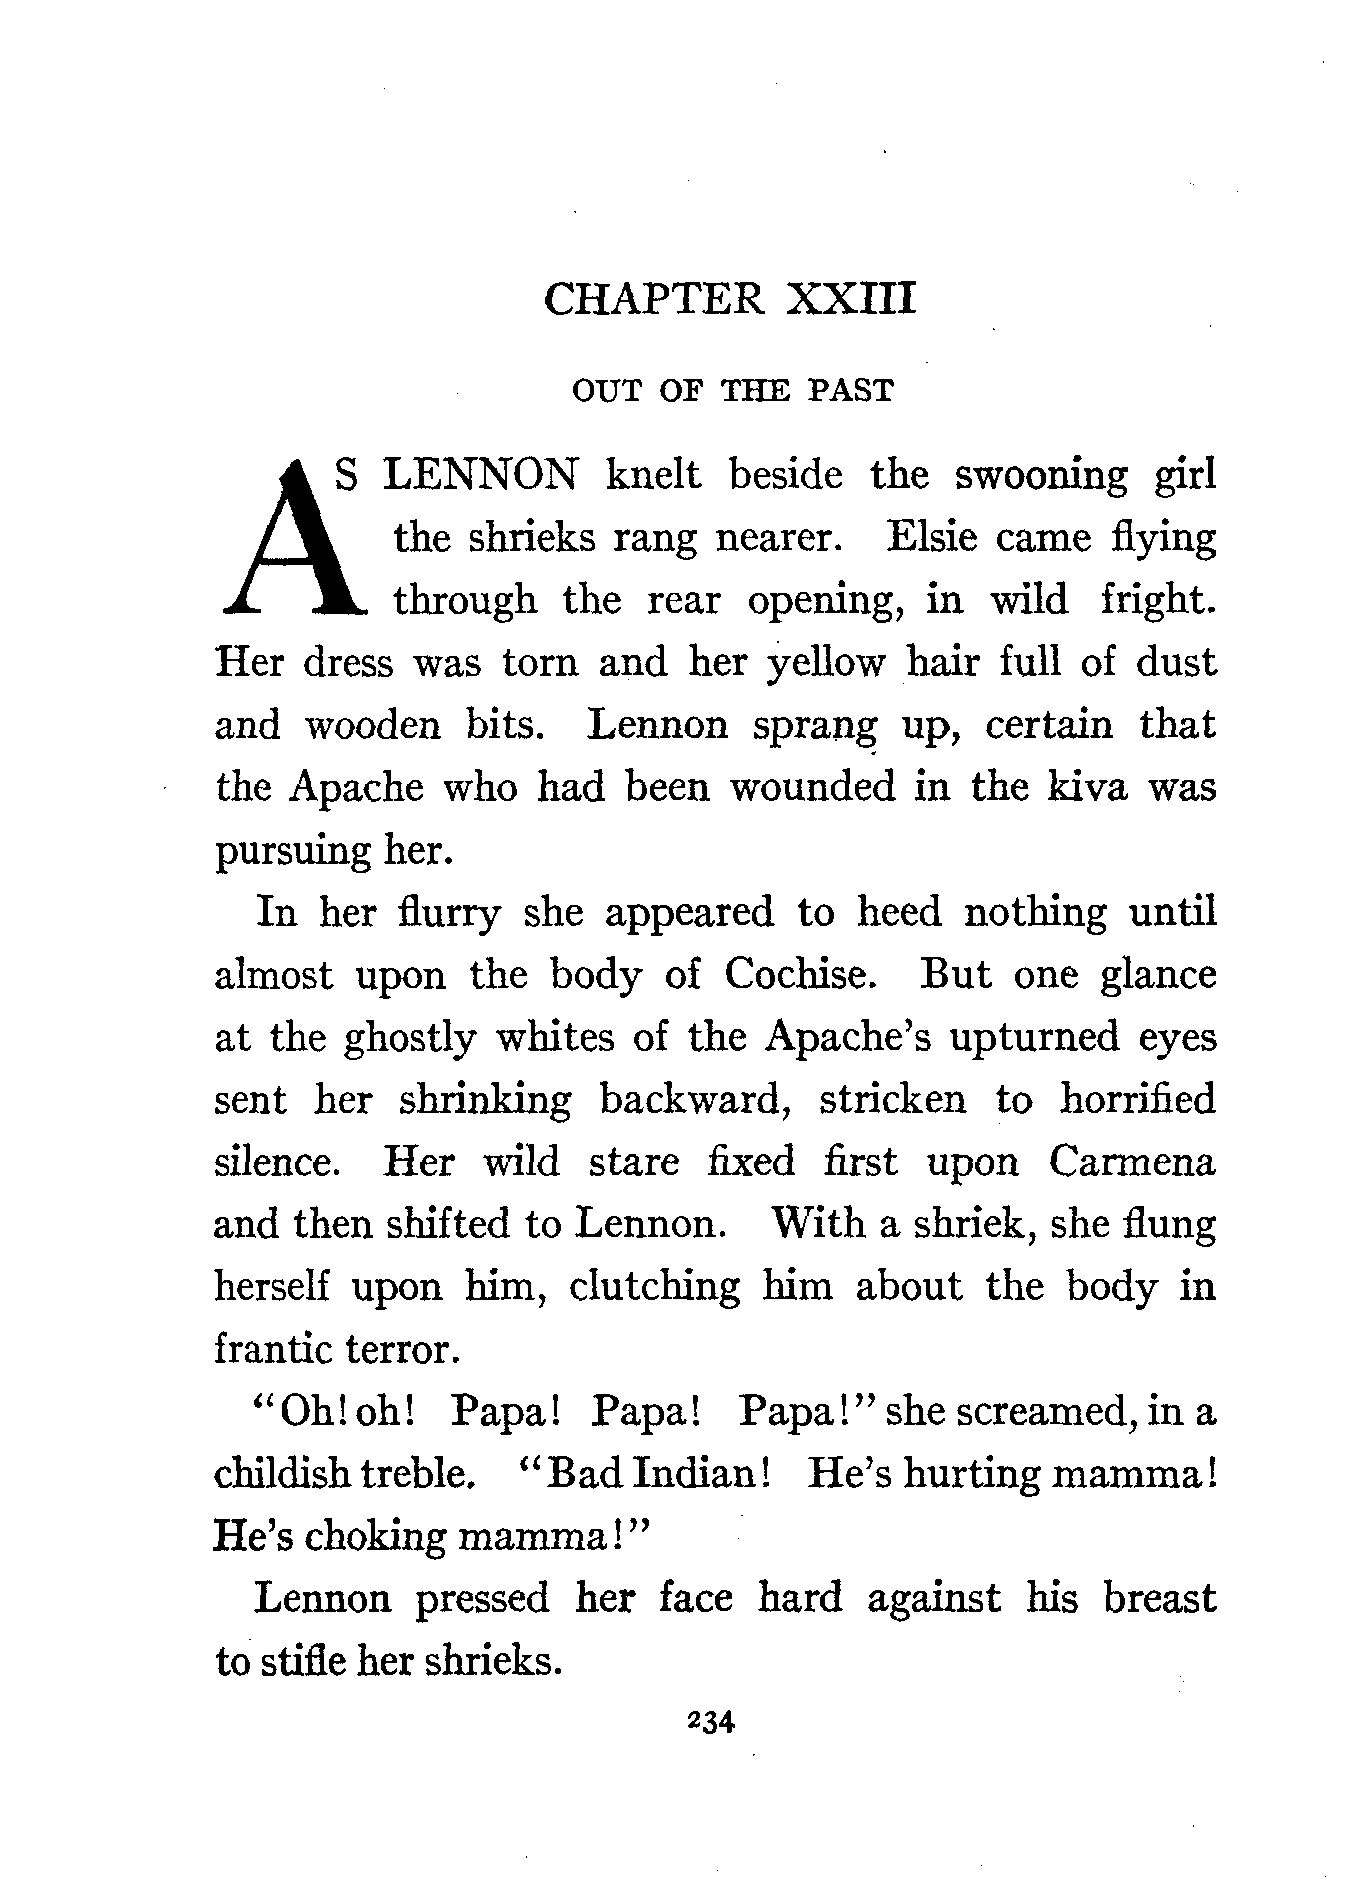 CHAPTER XXIII
OUT OF THE PAST
AS LENNON knelt beside the swooning girl
the shrieks rang nearer. Elsie came flying
through the rear opening, in wild fright.
Her dress was torn and her yellow hair full of dust
and wooden bits. Lennon sprang up, certain that
the Apache who had been wounded in the kiva was
pursuing her.
In her flurry she appeared to heed nothing until
almost upon the body of Cochise. But one glance
at the ghostly whites of the Apache's upturned eyes
sent her shrinking backward, stricken to horrified
silence. Her wild stare fixed first upon Carmena
and then shifted to Lennon. With a shriek, she flung
herself upon him, clutching him about the body in
frantic terror.
"Oh! oh! Papa! Papa! Papa!" she screamed, in a
childish treble. "Bad Indian! He's hurting mamma!
He's choking mamma!"
Lennon pressed her face hard against his breast
to stifle her shrieks.
234